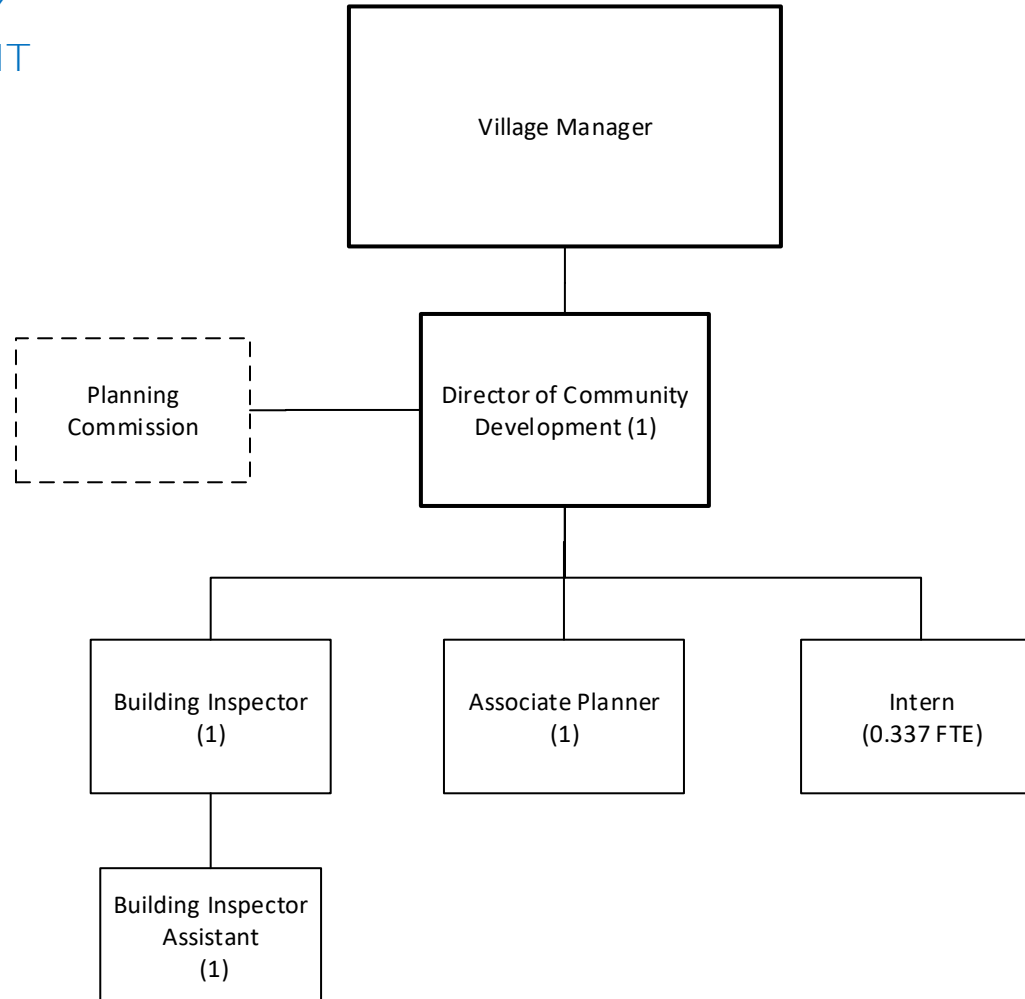 Village Manager
Planning
Commission
Director of Community
Development (1)
Building Inspector
(1)
Associate Planner
(1)
Intern
(0.337 FTE)
Building Inspector
Assistant
(1)